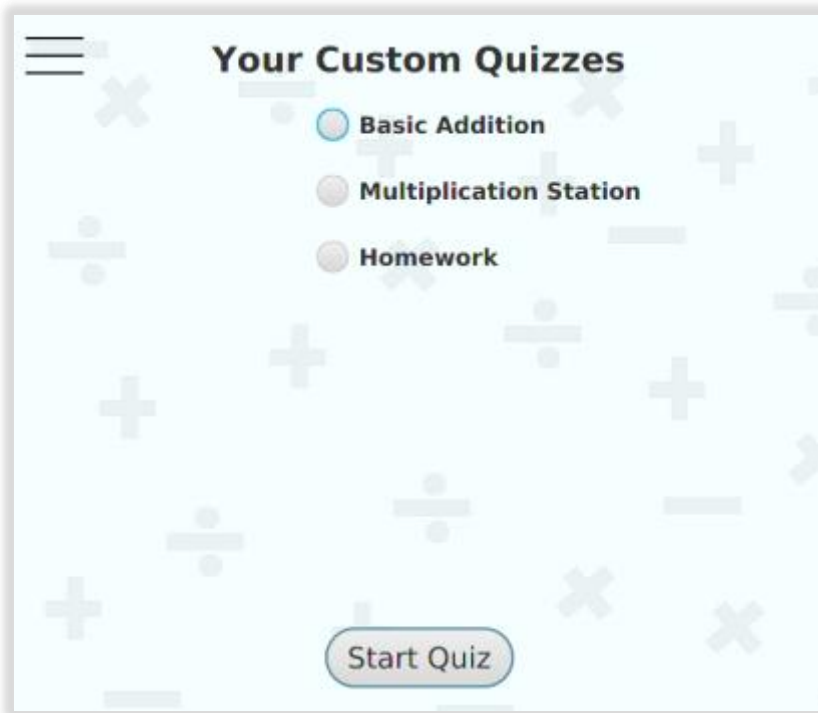 Your Custom Quizzes
Basic Addition
Multiplication Station
Homework
Start Quiz